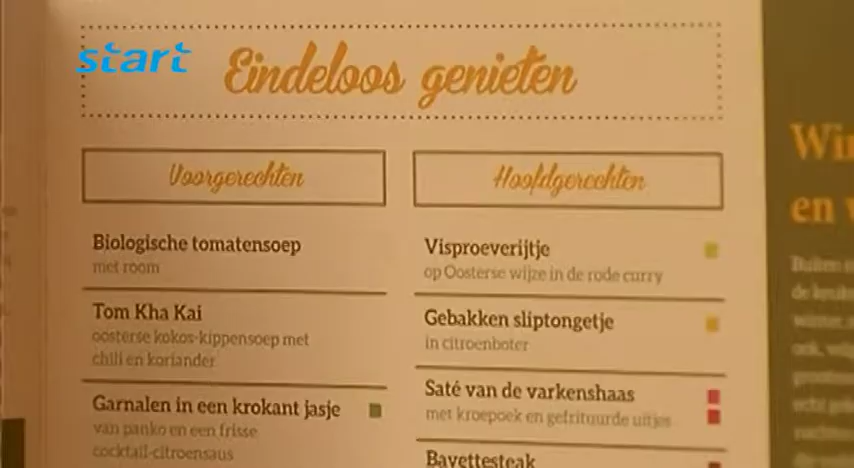 start
Eindeloos genieten
Voorgerechten
Biologische tomatensoep
met room
Tom Kha Kai
oosterse kokos-kippensoep met
chili en koriander
Garnalen in een krokant jasje
van panko en een frisse
cocktail-citroensaus
Hoofdgerechten
Visproeverijtje
op Oosterse wijze in de rode curry
Gebakken sliptongetje
in citroenboter
Saté van de varkenshaas
met kroepoek en gefrituurde uitjes
Bavettesteak
en